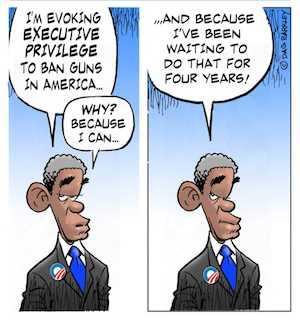 I'M EVOKING
EXECUTIVE
PRIVILEGE
TO BAN GUNS
IN AMERICA...
WHY?
BECAUSE
I CAN...
...AND BECAUSE
I'VE BEEN
WAITING TO
DO THAT FOR
FOUR YEARS!